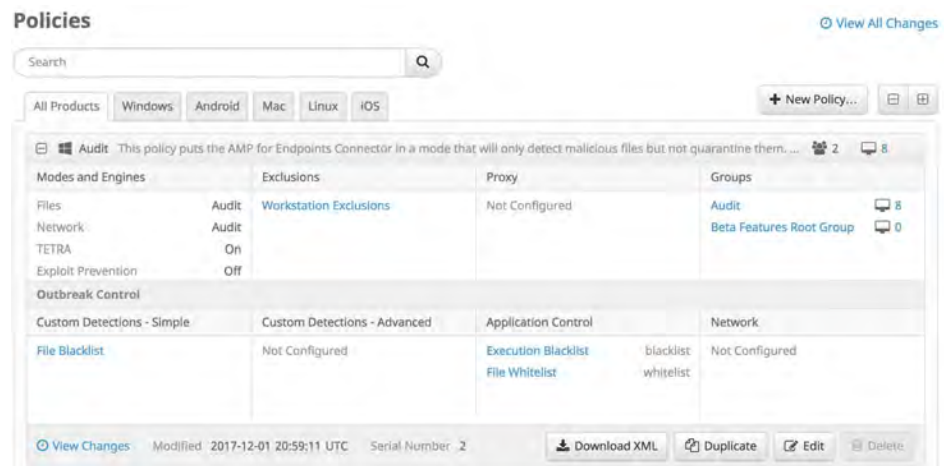 Policies
View All Changes
Search
All Products Windows Android Mac Linux iOS
New Policy...
Audit This policy puts the AMP for Endpoints Connector in a mode that will only detect malicious files but not quarantine them. ... 2 8
Modes and Engines Exclusions Proxy Groups
Files Audit Workstation Exclusions Not Configured Audit 8
Network Audit Beta Features Root Group 0
TETRA On
Exploit Prevention Off
Outbreak Control
Custom Detections - Simple Custom Detections - Advanced Application Control Network
File Blacklist Not Configured Execution Blacklist blacklist Not Configured
File Whitelist whitelist
View Changes Modified 2017-12-01 20:59:11 UTC Serial Number 2 Download XML Duplicate Edit Delete